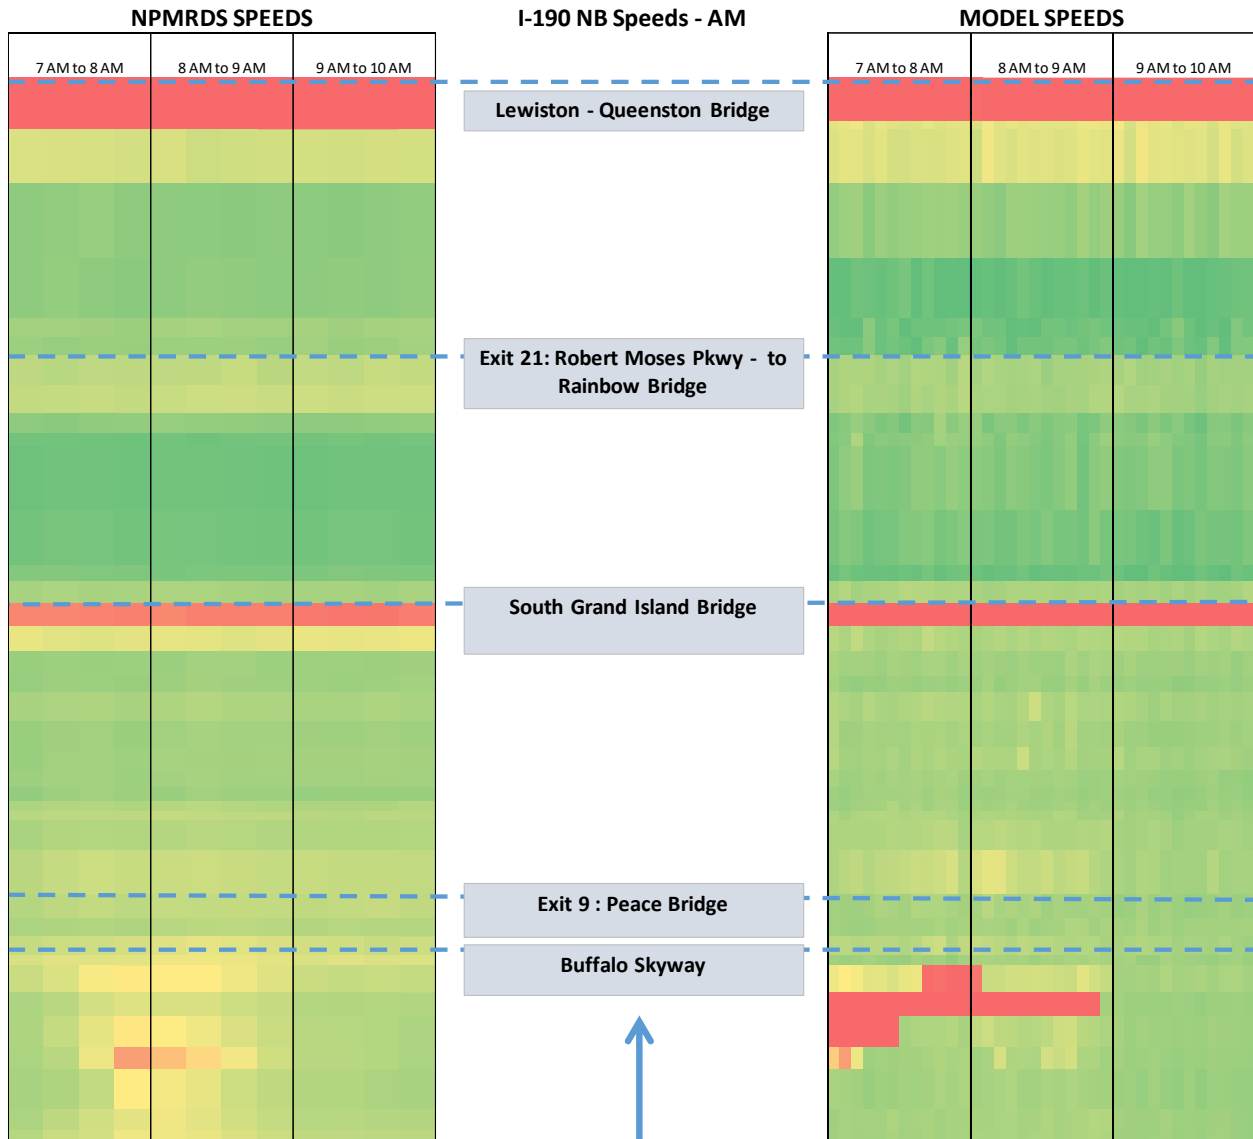 NPMRDS SPEEDS
I-190 NB Speeds - AM
MODEL SPEEDS
7 AM to 8 AM
8 AM to 9 AM
9 AM to 10 AM
7 AM to 8 AM
8 AM to 9 AM
9 AM to 10 AM
Lewiston - Queenston Bridge
Exit 21: Robert Moses Pkwy - to
Rainbow Bridge
South Grand Island Bridge
Exit 9 : Peace Bridge
Buffalo Skyway